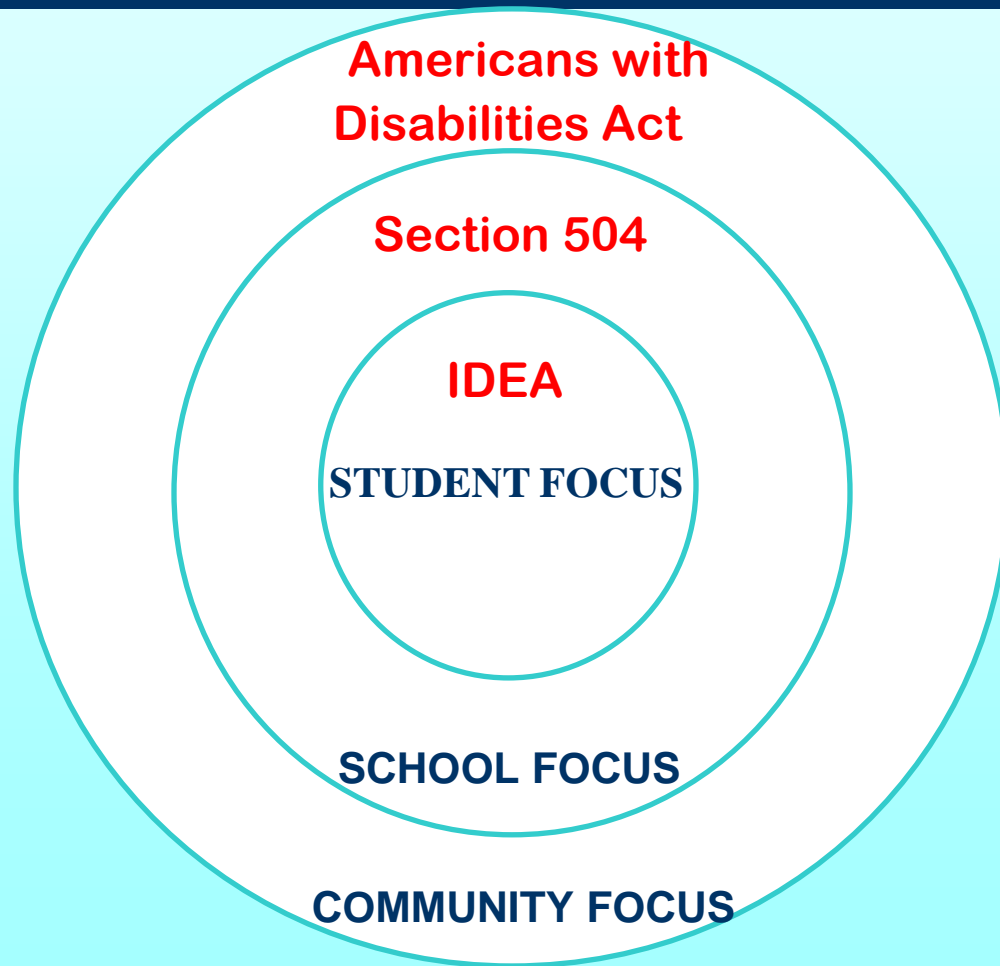 Americans with
Disabilities Act
Section 504
IDEA
STUDENT FOCUS
SCHOOL FOCUS
COMMUNITY FOCUS